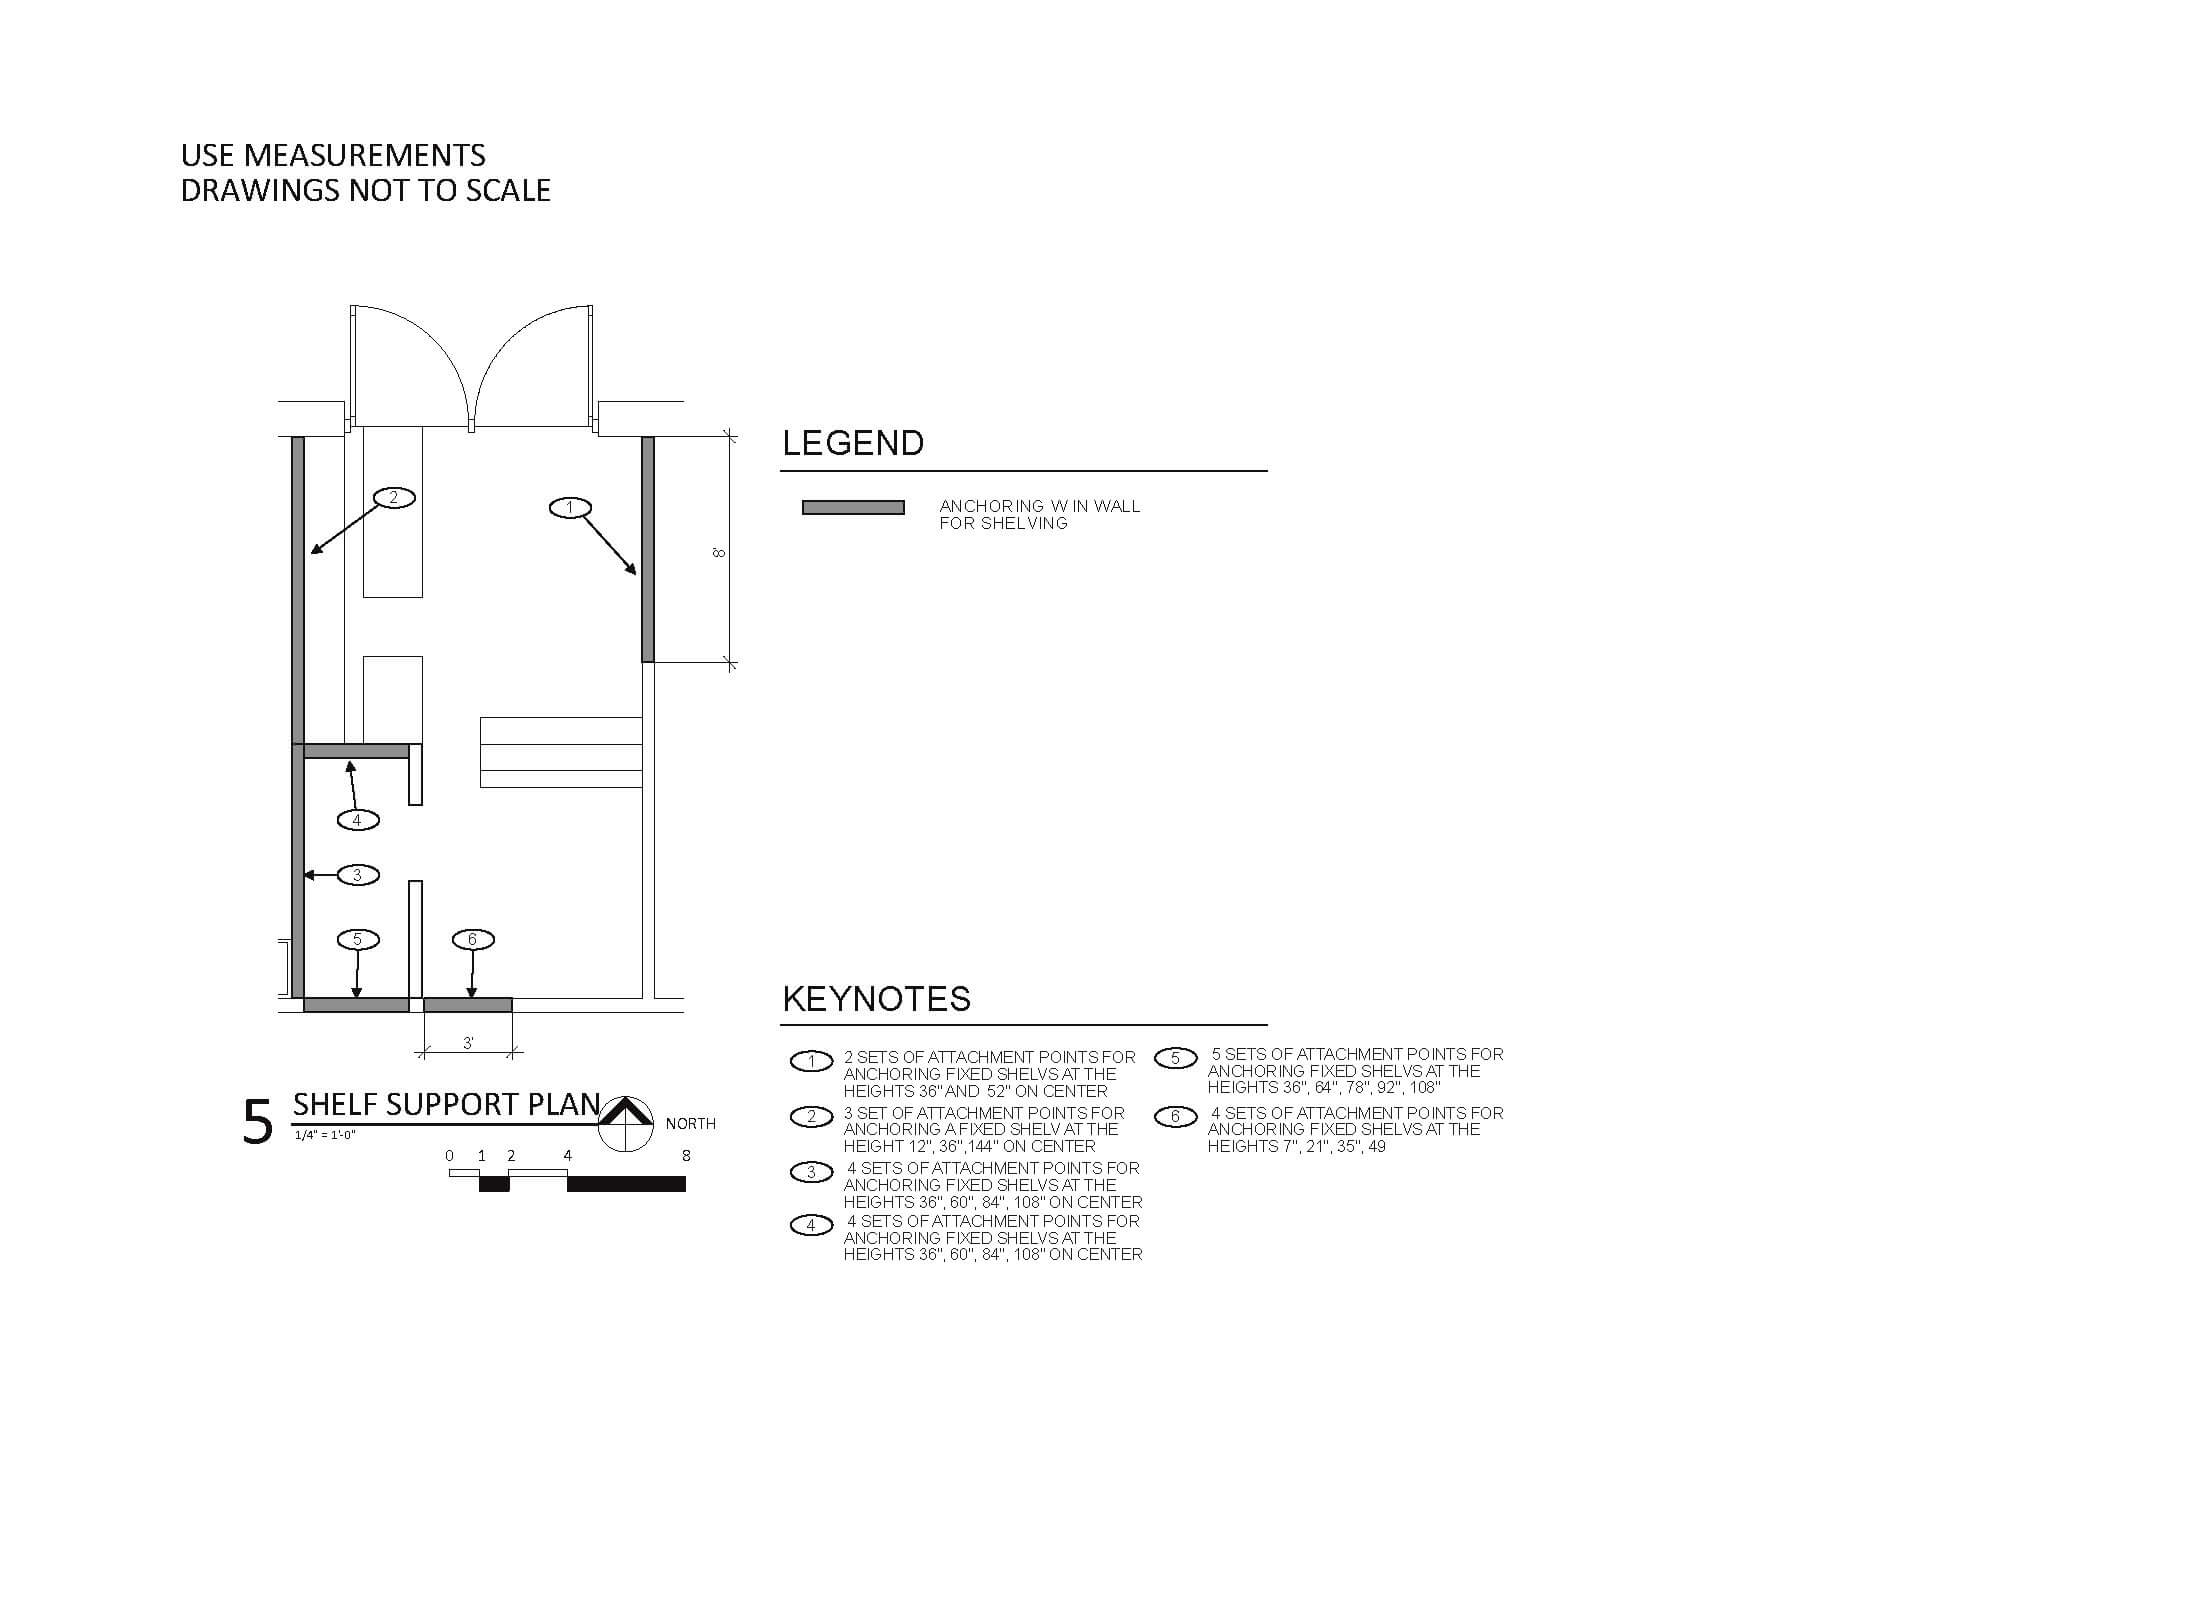 USE MEASUREMENTS
DRAWINGS NOT TO SCALE
2
1
8'
4
3
5
6
3'
5
SHELF SUPPORT PLAN
1/4" = 1'-0"
NORTH
0 1 2 4 8
LEGEND
ANCHORING W IN WALL
FOR SHELVING
KEYNOTES
1
2 SETS OF ATTACHMENT POINTS FOR
ANCHORING FIXED SHELVS AT THE
HEIGHTS 36" AND 52" ON CENTER
2
3 SET OF ATTACHMENT POINTS FOR
ANCHORING A FIXED SHELV AT THE
HEIGHT 12", 36",144" ON CENTER
3
4 SETS OF ATTACHMENT POINTS FOR
ANCHORING FIXED SHELVS AT THE
HEIGHTS 36", 60", 84", 108" ON CENTER
4
4 SETS OF ATTACHMENT POINTS FOR
ANCHORING FIXED SHELVS AT THE
HEIGHTS 36", 60", 84", 108" ON CENTER
5
5 SETS OF ATTACHMENT POINTS FOR
ANCHORING FIXED SHELVS AT THE
HEIGHTS 36", 64", 78", 92", 108"
6
4 SETS OF ATTACHMENT POINTS FOR
ANCHORING FIXED SHELVS AT THE
HEIGHTS 7", 21", 35", 49